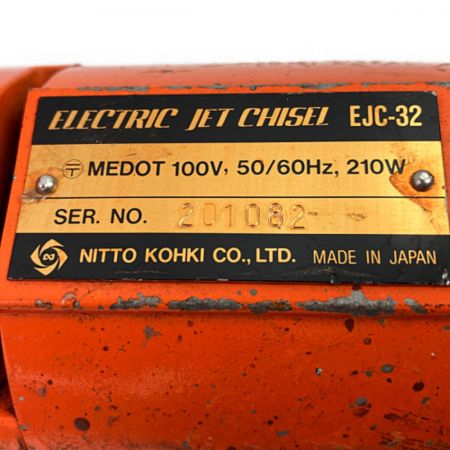 ELECTRIC JET CHISEL EJC-32
〶 MEDOT 100V, 50/60Hz, 210W
SER. NO. 201082-
NITTO KOHKI CO., LTD. MADE IN JAPAN